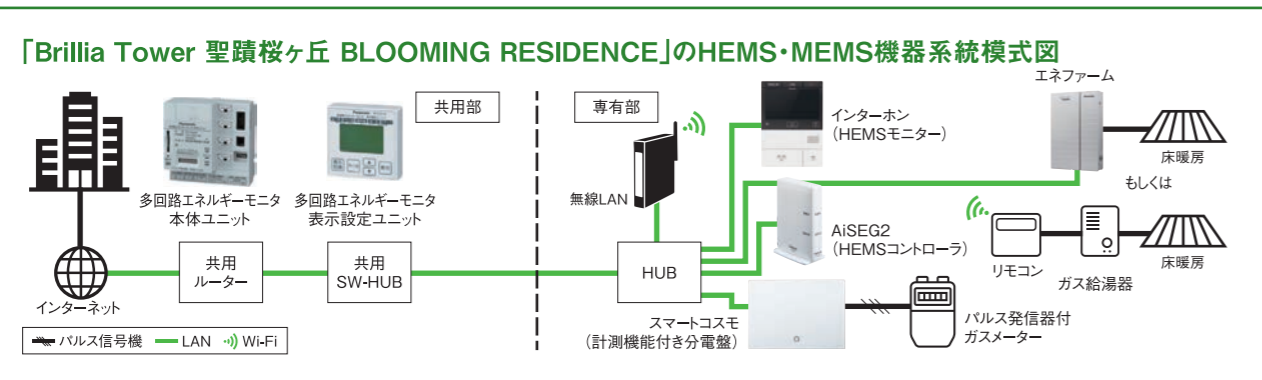 「Brillia Tower 聖蹟桜ヶ丘 BLOOMING RESIDENCE」のHEMS・MEMS機器系統模式図
共用部
専有部
多回路エネルギーモニタ
本体ユニット
多回路エネルギーモニタ
表示設定ユニット
インターネット
共用
ルーター
共用
SW-HUB
無線LAN
HUB
インターホン
（HEMSモニター）
AiSEG2
（HEMSコントローラ）
スマートコスモ
（計測機能付き分電盤）
パルス発信器付
ガスメーター
エネファーム
床暖房
もしくは
リモコン
ガス給湯器
床暖房
パルス信号機
LAN
Wi-Fi